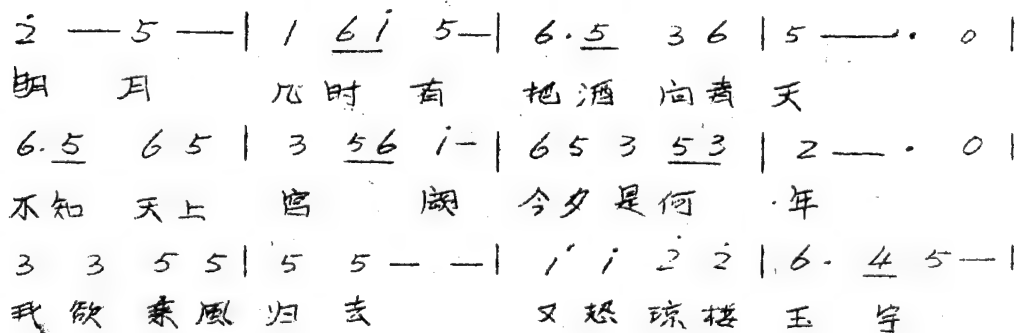 2̇ — 5 — | 1 6 1̇ 5 — | 6 · 5 3 6 | 5 — · 0 |
明 月 几 时 有 把 酒 问 青 天
6 · 5 6 5 | 3 5 6 1̇ - | 6 5 3 5 3 | 2 — · 0 |
不 知 天 上 宫 阙 今 夕 是 何 年
3 3 5 5 | 5 5 — — | 1̇ 1̇ 2̇ 2̇ | 6 · 4 5 — |
我 欲 乘 風 归 去 又 恐 琼 楼 玉 宇